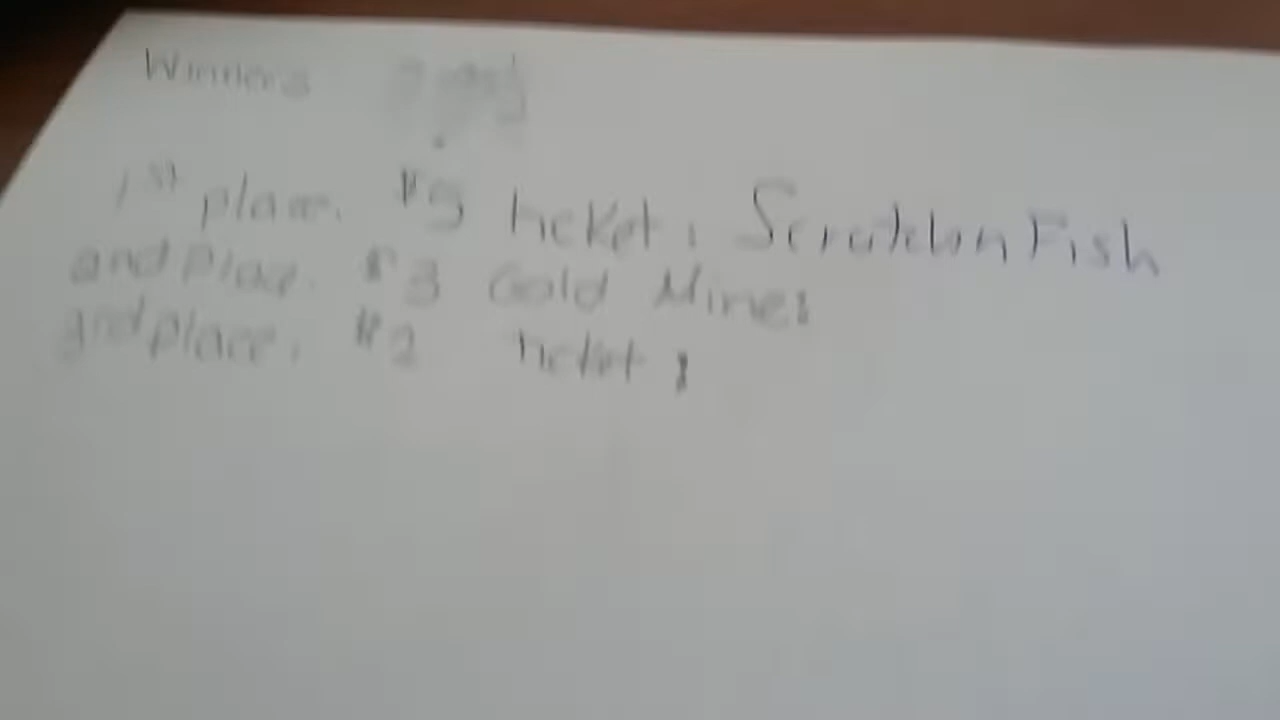 Winners
1st place. $5 ticket: Scratchin Fish
2nd place. $3 Gold Mine:
3rd place. $2 ticket: